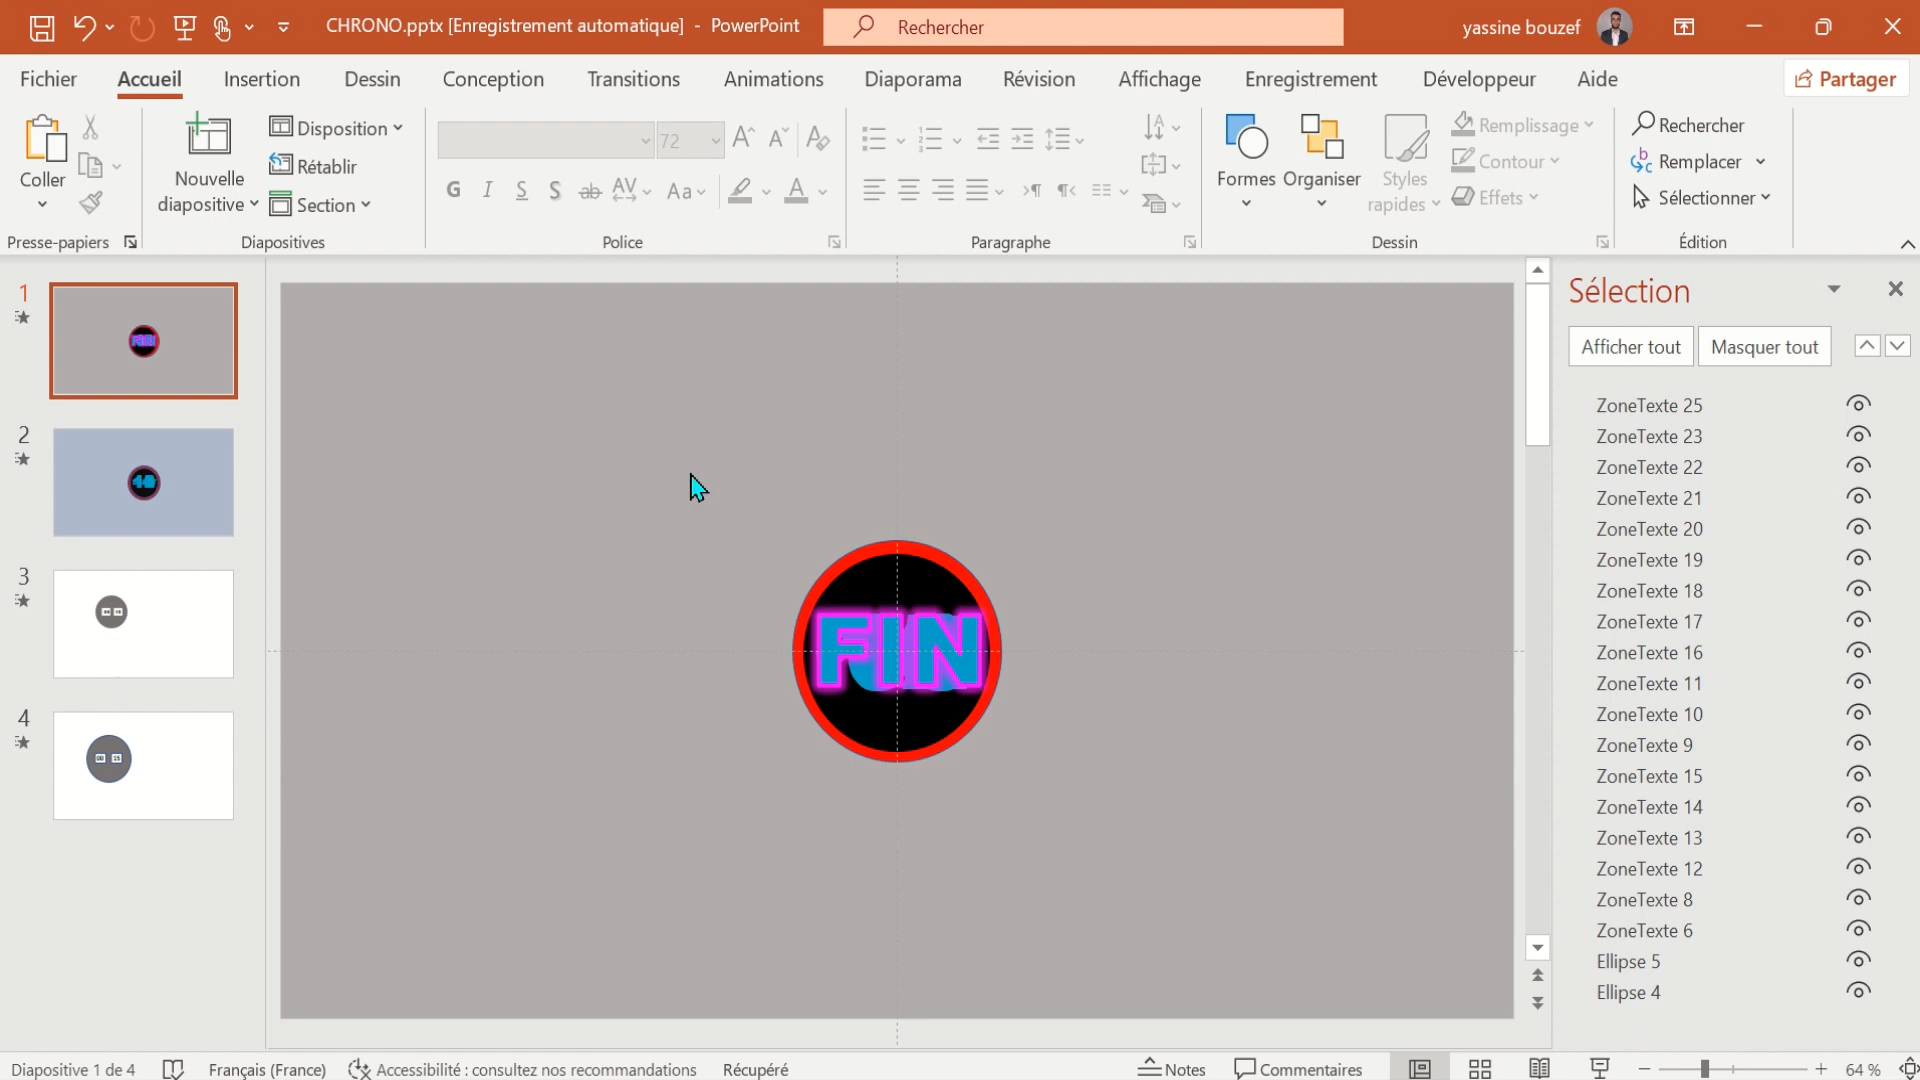 CHRONO.pptx [Enregistrement automatique] - PowerPoint
Rechercher
yassine bouzef
Fichier Accueil Insertion Dessin Conception Transitions Animations Diaporama Révision Affichage Enregistrement Développeur Aide
Partager
Coller
Presse-papiers
Nouvelle diapositive
Disposition
Rétablir
Section
Diapositives
72
G I S S ab AV Aa A
Police
Paragraphe
Formes
Organiser
Styles rapides
Remplissage
Contour
Effets
Dessin
Rechercher
Remplacer
Sélectionner
Édition
1
FIN
2
3
4
FIN
Sélection
Afficher tout
Masquer tout
ZoneTexte 25
ZoneTexte 23
ZoneTexte 22
ZoneTexte 21
ZoneTexte 20
ZoneTexte 19
ZoneTexte 18
ZoneTexte 17
ZoneTexte 16
ZoneTexte 11
ZoneTexte 10
ZoneTexte 9
ZoneTexte 15
ZoneTexte 14
ZoneTexte 13
ZoneTexte 12
ZoneTexte 8
ZoneTexte 6
Ellipse 5
Ellipse 4
Diapositive 1 de 4
Français (France)
Accessibilité : consultez nos recommandations
Récupéré
Notes
Commentaires
64 %